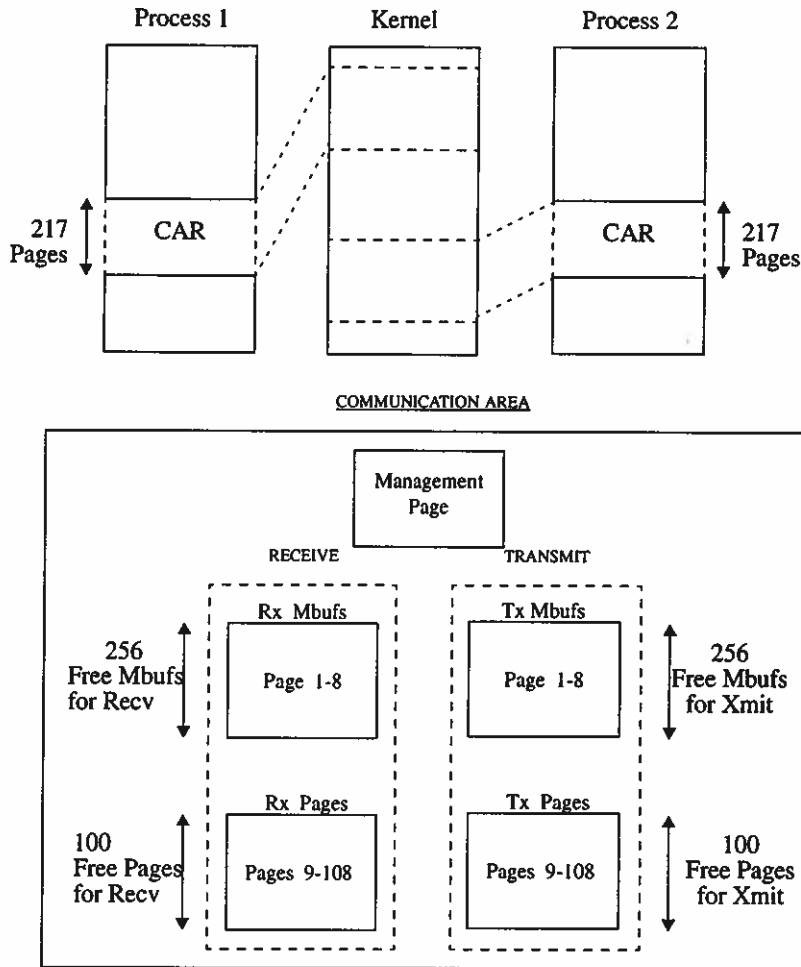 Process 1
Kernel
Process 2
217
Pages
CAR
CAR
217
Pages
COMMUNICATION AREA
Management
Page
RECEIVE
TRANSMIT
Rx Mbufs
Tx Mbufs
256
Free Mbufs
for Recv
Page 1-8
Page 1-8
256
Free Mbufs
for Xmit
Rx Pages
Tx Pages
100
Free Pages
for Recv
Pages 9-108
Pages 9-108
100
Free Pages
for Xmit